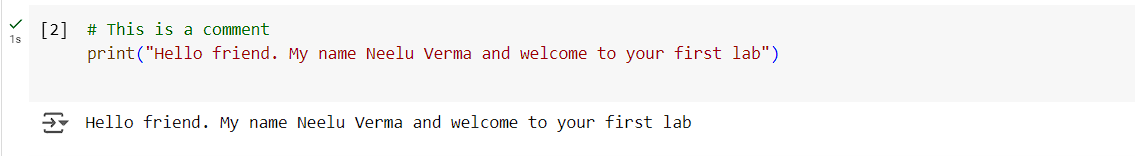 [2] # This is a comment
1s print("Hello friend. My name Neelu Verma and welcome to your first lab")
Hello friend. My name Neelu Verma and welcome to your first lab